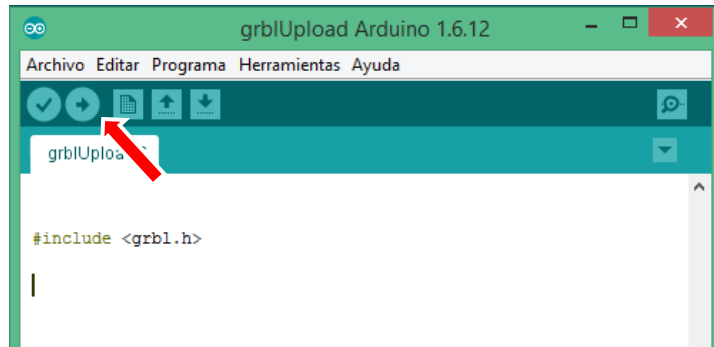 grblUpload Arduino 1.6.12
Archivo Editar Programa Herramientas Ayuda
#include <grbl.h>